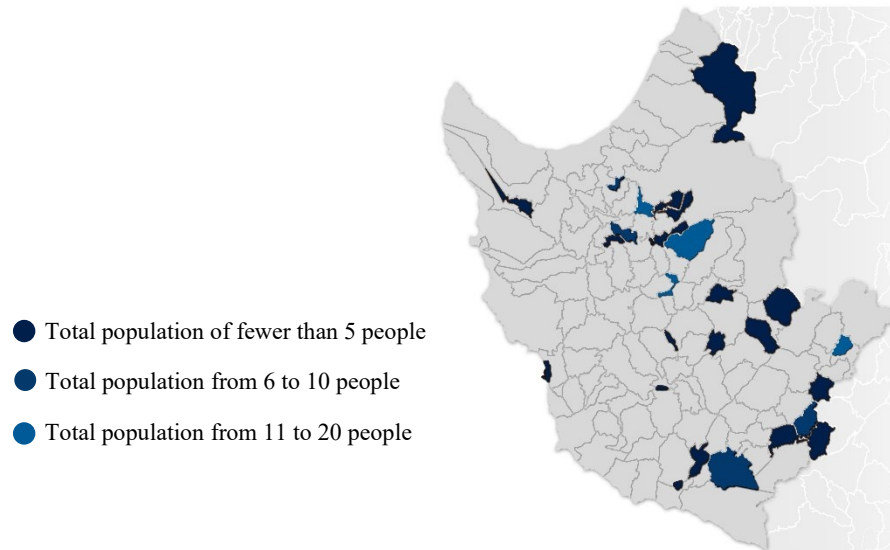 Total population of fewer than 5 people
Total population from 6 to 10 people
Total population from 11 to 20 people